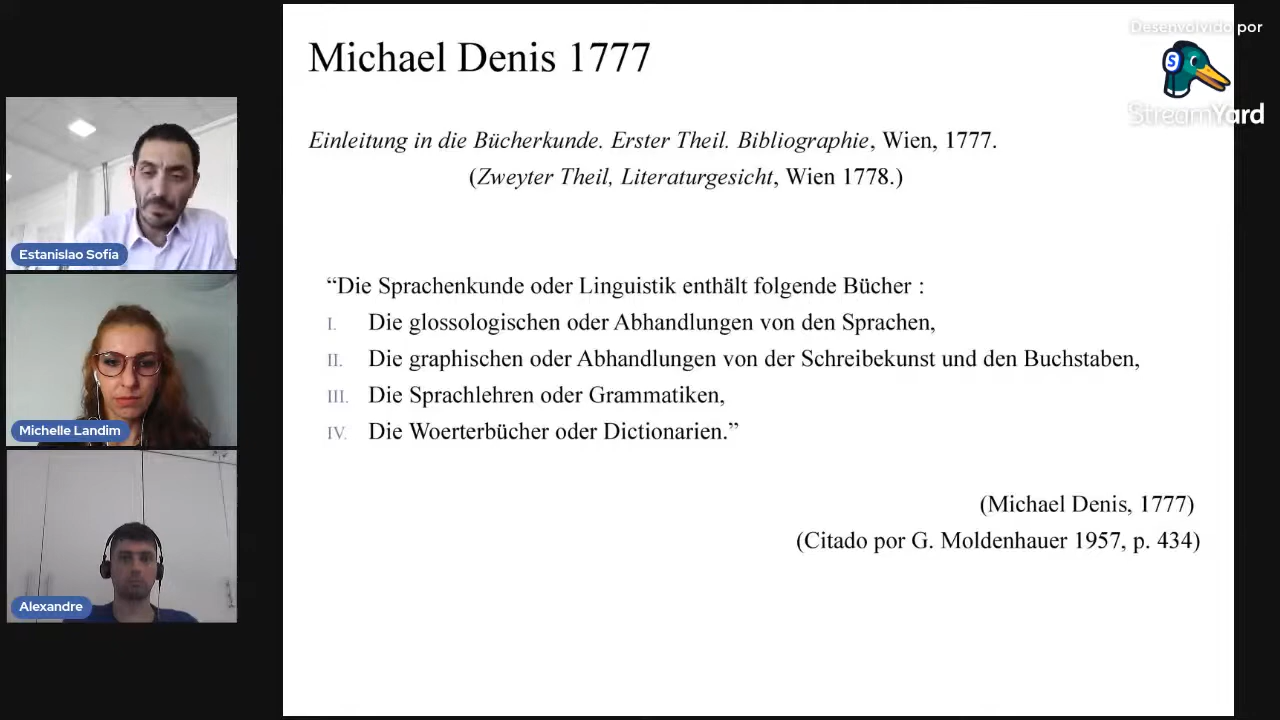 Michael Denis 1777
Einleitung in die Bücherkunde. Erster Theil. Bibliographie, Wien, 1777.
(Zweyter Theil, Literaturgesicht, Wien 1778.)
“Die Sprachenkunde oder Linguistik enthält folgende Bücher :
I. Die glossologischen oder Abhandlungen von den Sprachen,
II. Die graphischen oder Abhandlungen von der Schreibekunst und den Buchstaben,
III. Die Sprachlehren oder Grammatiken,
IV. Die Woerterbücher oder Dictionarien.”
(Michael Denis, 1777)
(Citado por G. Moldenhauer 1957, p. 434)
Desenvolvido por
S
StreamYard
Estanislao Sofía
Michelle Landim
Alexandre